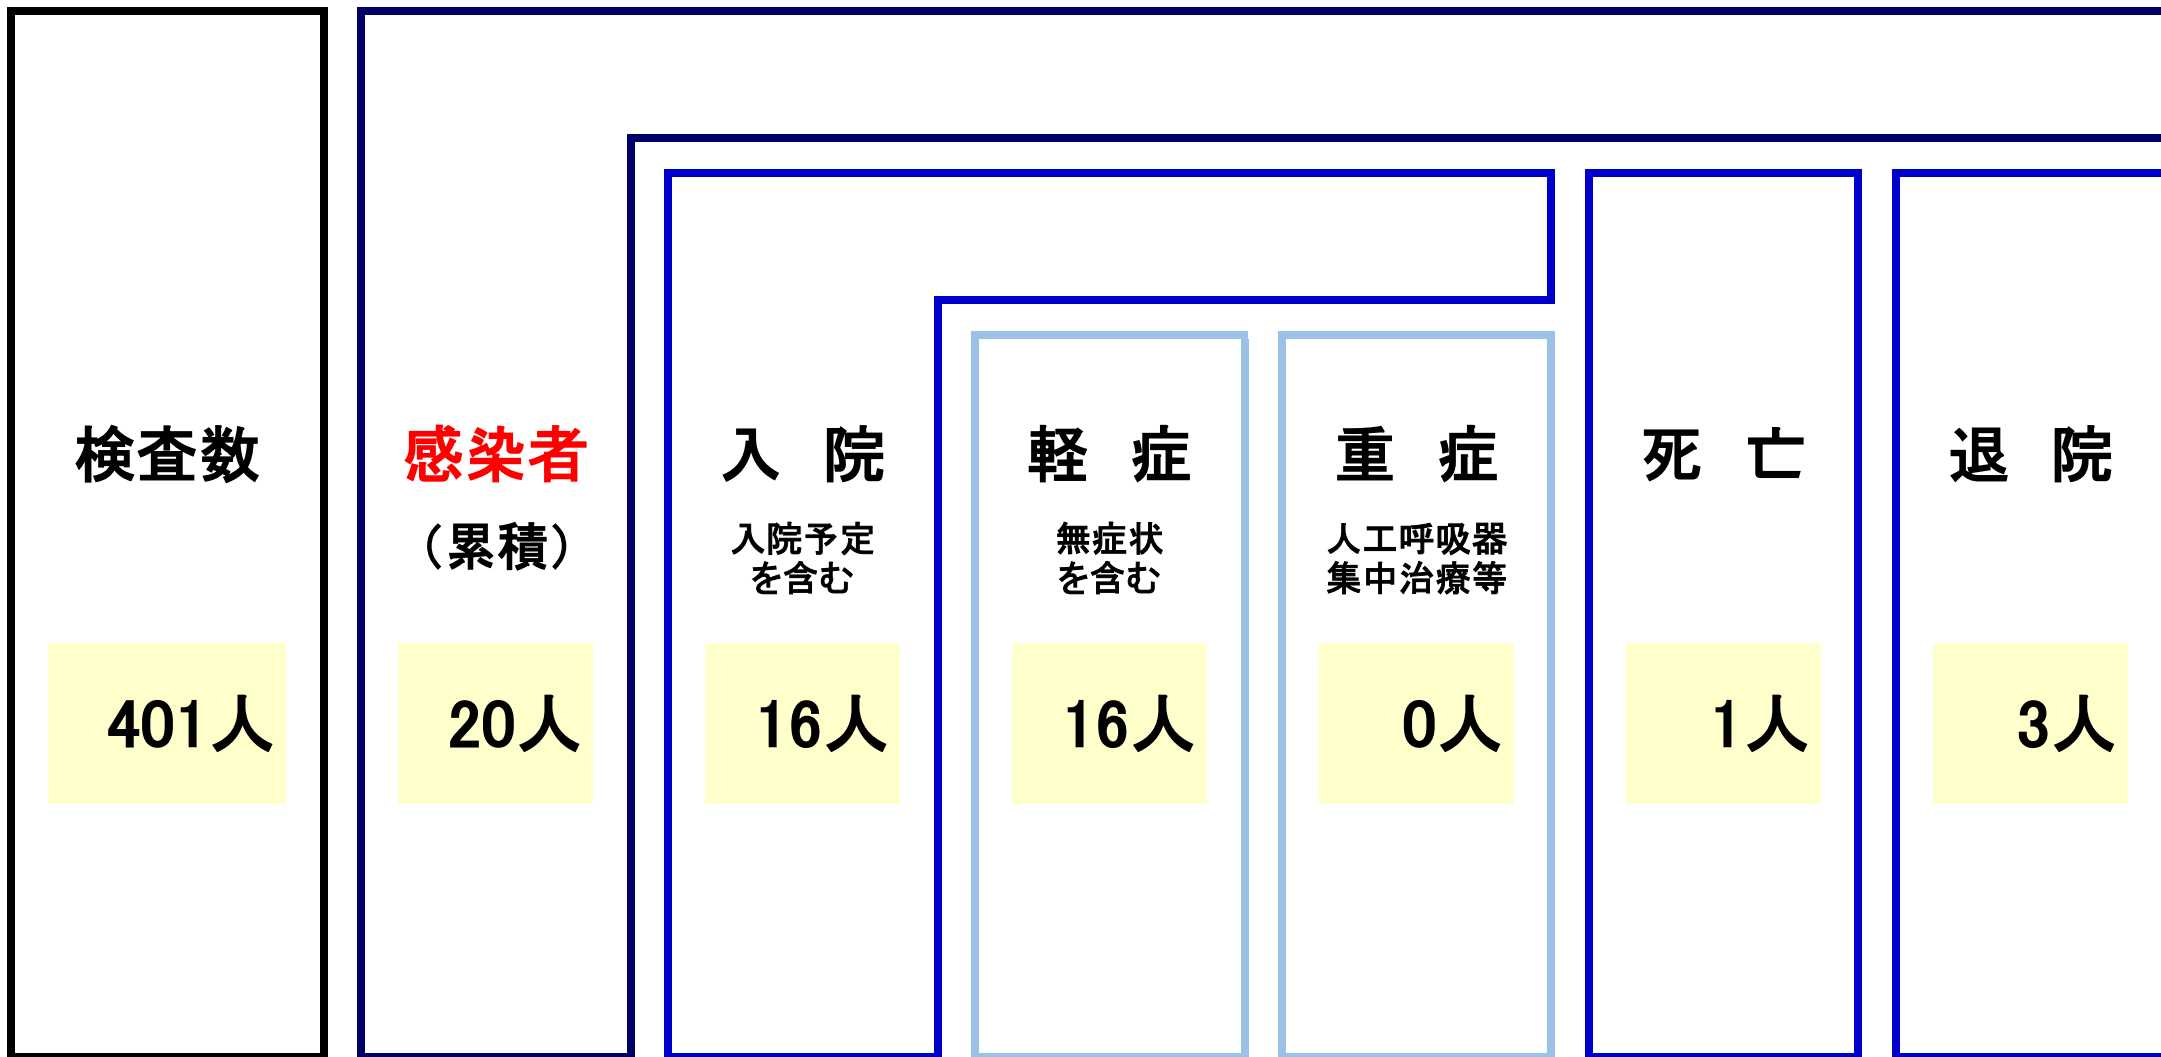 検査数
401人
感染者
（累積）
20人
入 院
入院予定
を含む
16人
軽 症
無症状
を含む
16人
重 症
人工呼吸器
集中治療等
0人
死 亡
1人
退 院
3人